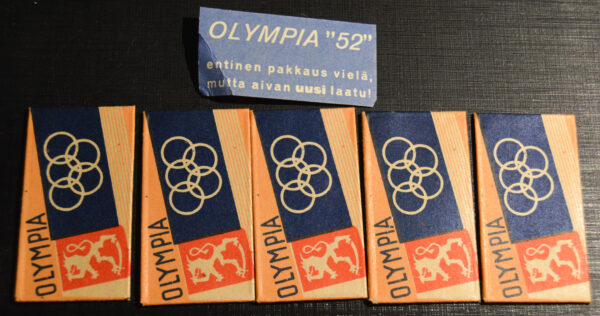 OLYMPIA "52"
entinen pakkaus vielä,
mutta aivan uusi laatu!
OLYMPIA
OLYMPIA
OLYMPIA
OLYMPIA
OLYMPIA